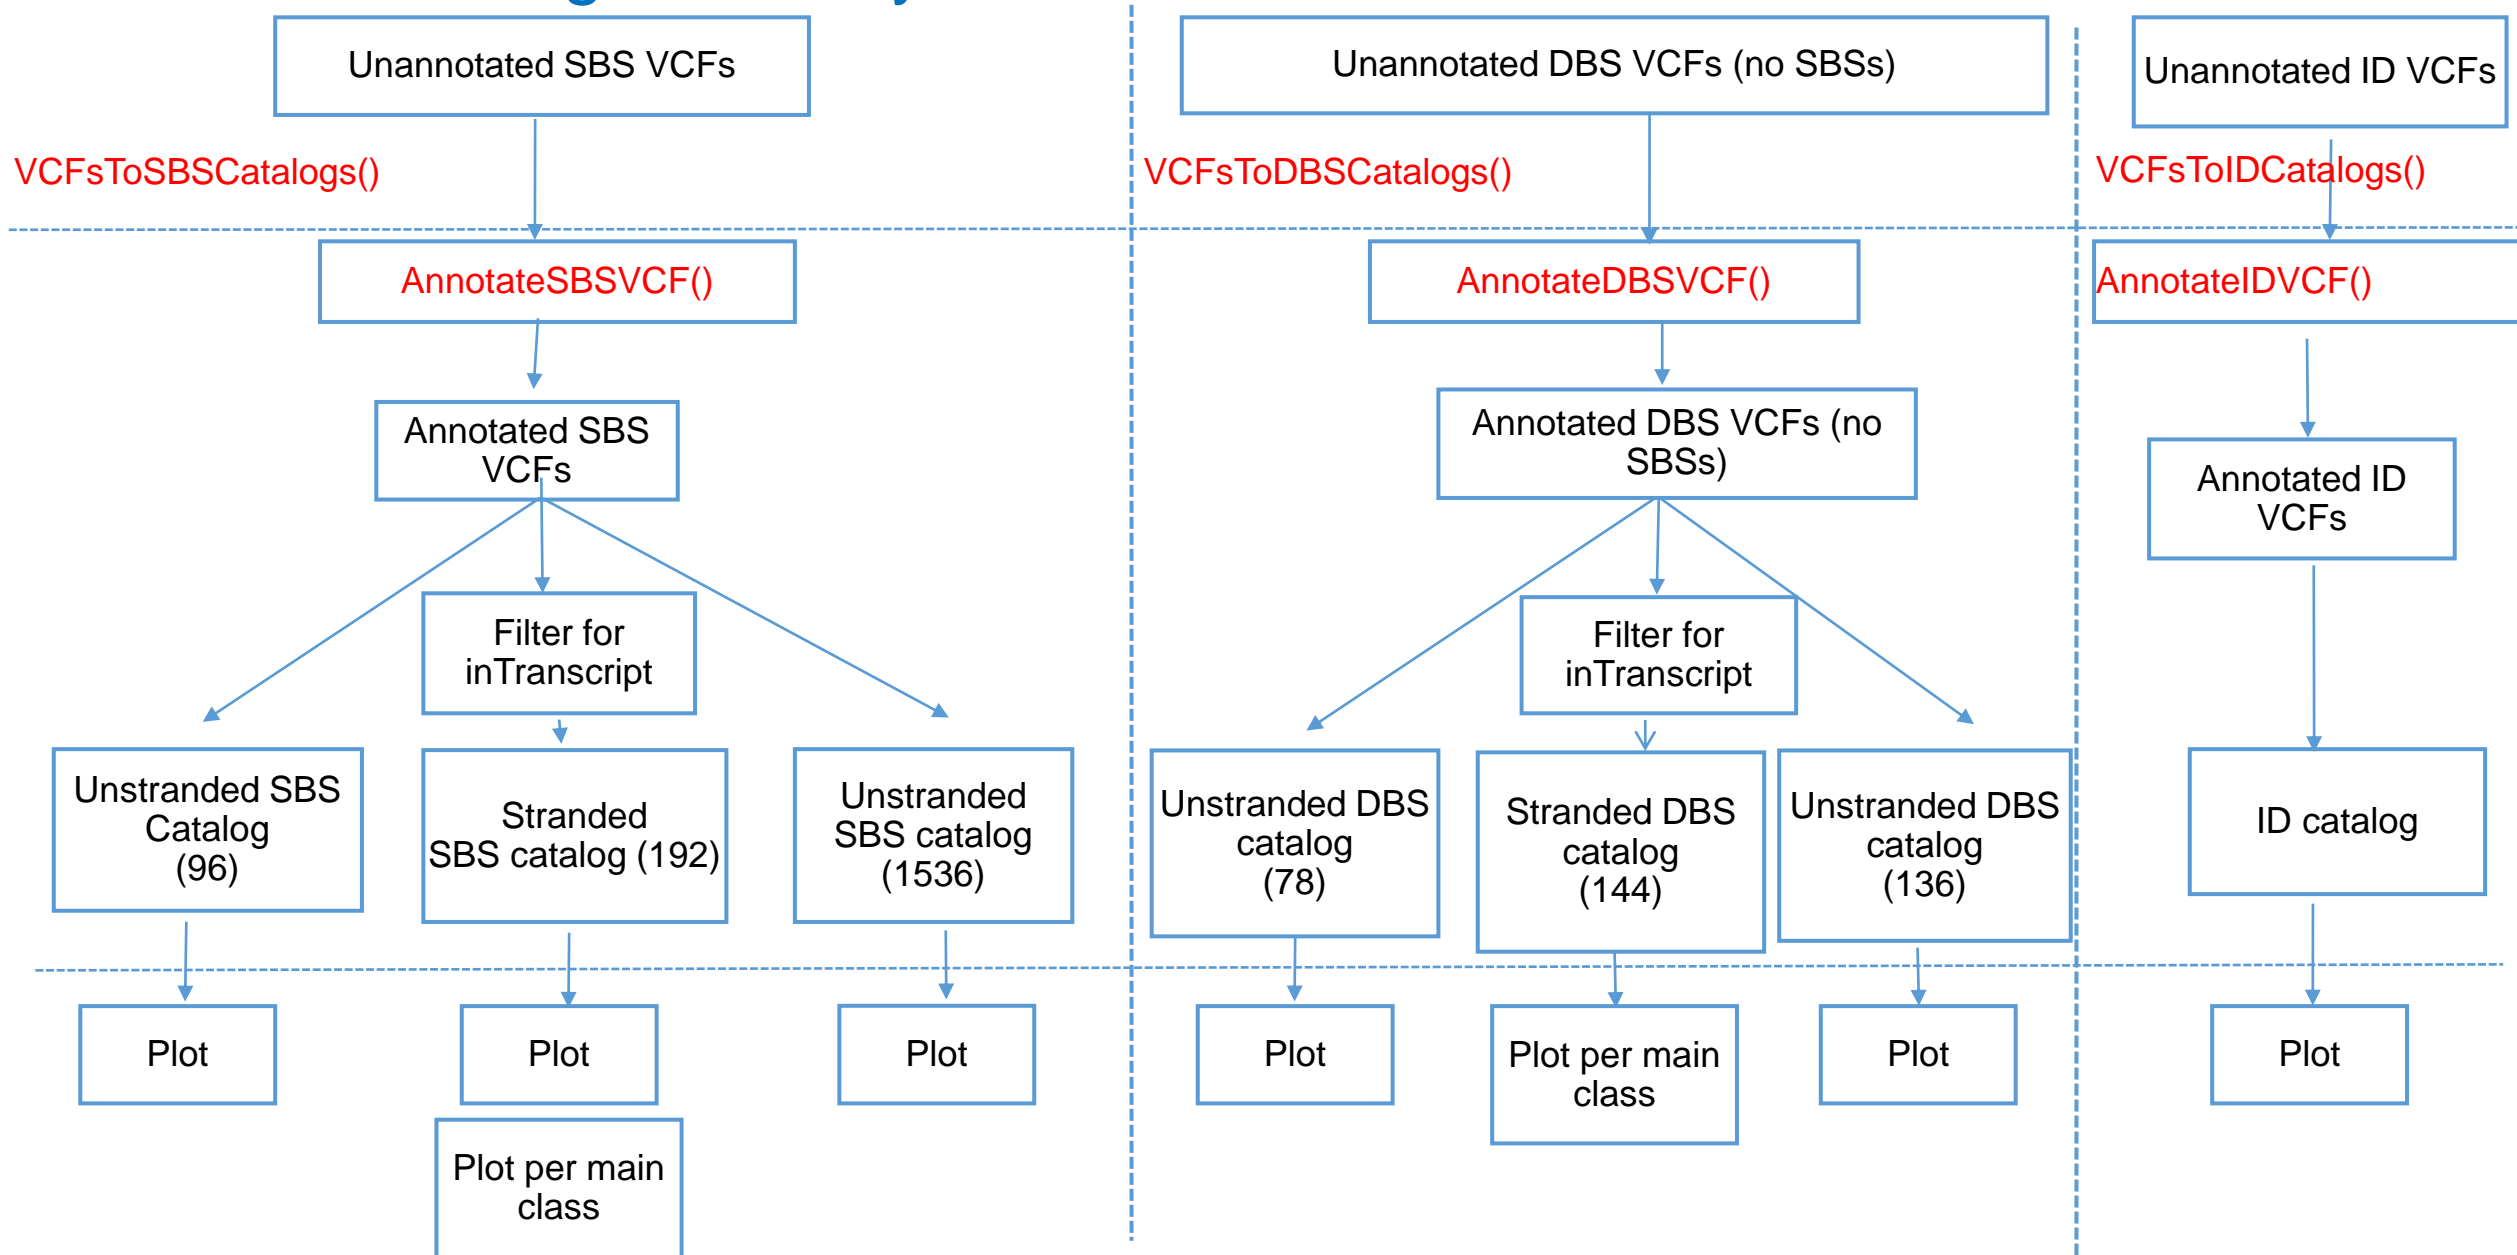 Unannotated SBS VCFs
Unannotated DBS VCFs (no SBSs)
Unannotated ID VCFs
VCFsToSBSCatalogs()
VCFsToDBSCatalogs()
VCFsToIDCatalogs()
AnnotateSBSVCF()
AnnotateDBSVCF()
AnnotateIDVCF()
Annotated SBS
VCFs
Annotated DBS VCFs (no
SBSs)
Annotated ID
VCFs
Filter for
inTranscript
Filter for
inTranscript
Unstranded SBS
Catalog
(96)
Stranded
SBS catalog (192)
Unstranded
SBS catalog
(1536)
Unstranded DBS
catalog
(78)
Stranded DBS
catalog
(144)
Unstranded DBS
catalog
(136)
ID catalog
Plot
Plot
Plot
Plot
Plot per main
class
Plot
Plot
Plot per main
class